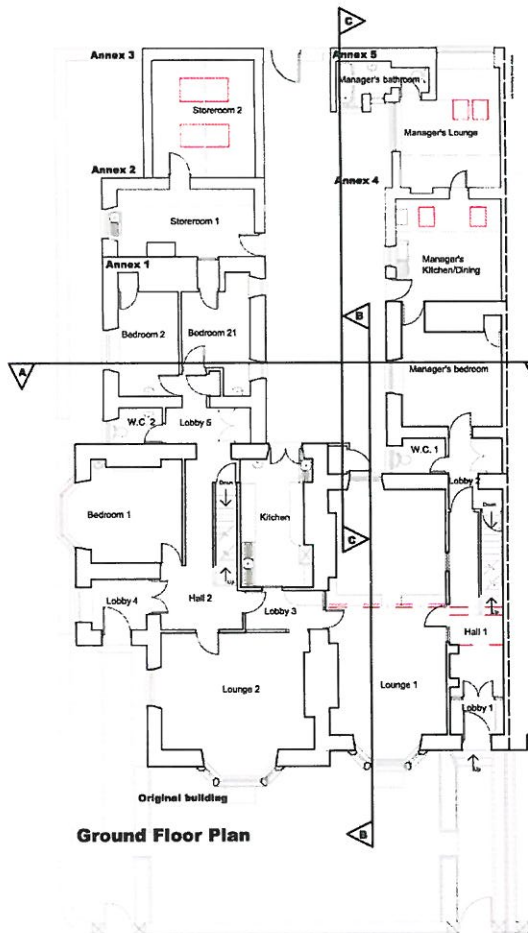 C
Annex 3
Annex 5
Manager's bathroom
Storeroom 2
Manager's Lounge
Annex 2
Annex 4
Storeroom 1
Manager's
Kitchen/Dining
Annex 1
B
Bedroom 2
Bedroom 21
A
Manager's bedroom
W.C. 2
Lobby 5
W.C. 1
Lobby 2
Down
Down
Bedroom 1
Kitchen
C
Up
Up
Lobby 4
Hall 2
Lobby 3
Hall 1
Lounge 2
Lounge 1
Lobby 1
Up
Original building
Ground Floor Plan
B